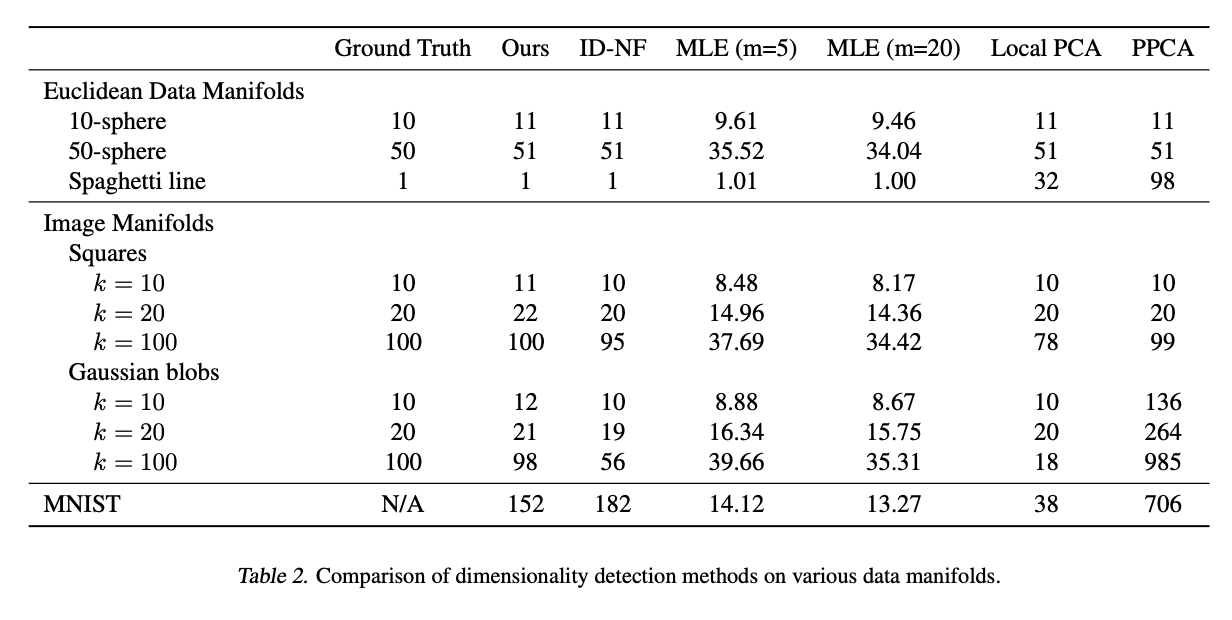 Ground Truth Ours ID-NF MLE (m=5) MLE (m=20) Local PCA PPCA
Euclidean Data Manifolds
10-sphere 10 11 11 9.61 9.46 11 11
50-sphere 50 51 51 35.52 34.04 51 51
Spaghetti line 1 1 1 1.01 1.00 32 98
Image Manifolds
Squares
k = 10 10 11 10 8.48 8.17 10 10
k = 20 20 22 20 14.96 14.36 20 20
k = 100 100 100 95 37.69 34.42 78 99
Gaussian blobs
k = 10 10 12 10 8.88 8.67 10 136
k = 20 20 21 19 16.34 15.75 20 264
k = 100 100 98 56 39.66 35.31 18 985
MNIST N/A 152 182 14.12 13.27 38 706
Table 2. Comparison of dimensionality detection methods on various data manifolds.